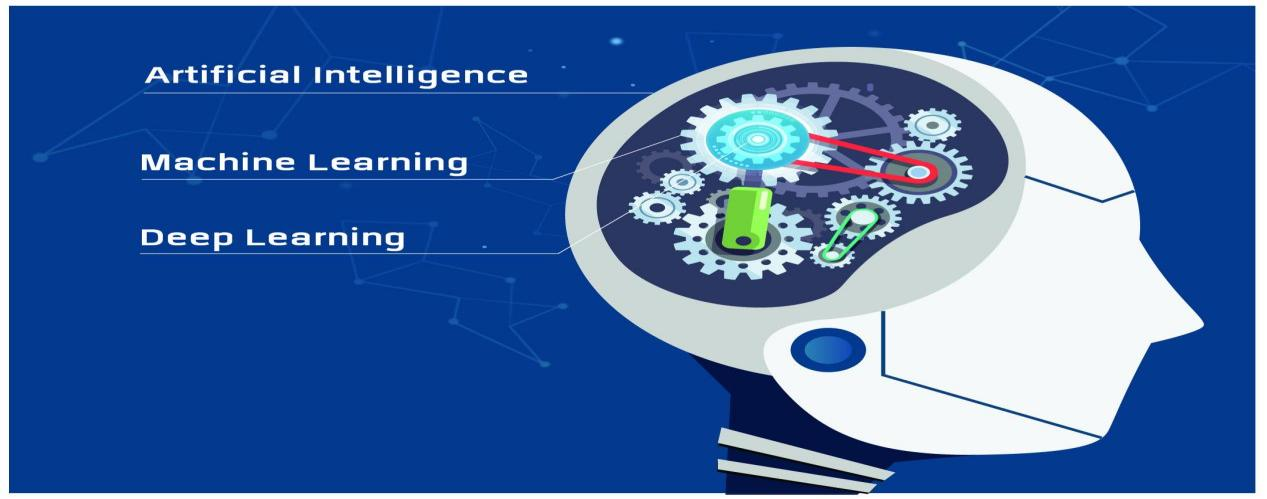 Artificial Intelligence
Machine Learning
Deep Learning